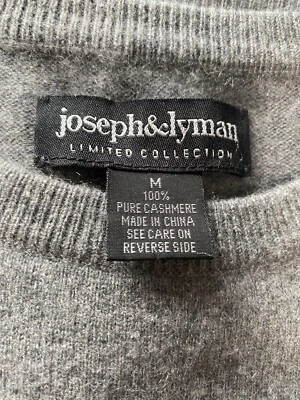 joseph&lyman
LIMITED COLLECTION
M
100%
PURE CASHMERE
MADE IN CHINA
SEE CARE ON
REVERSE SIDE